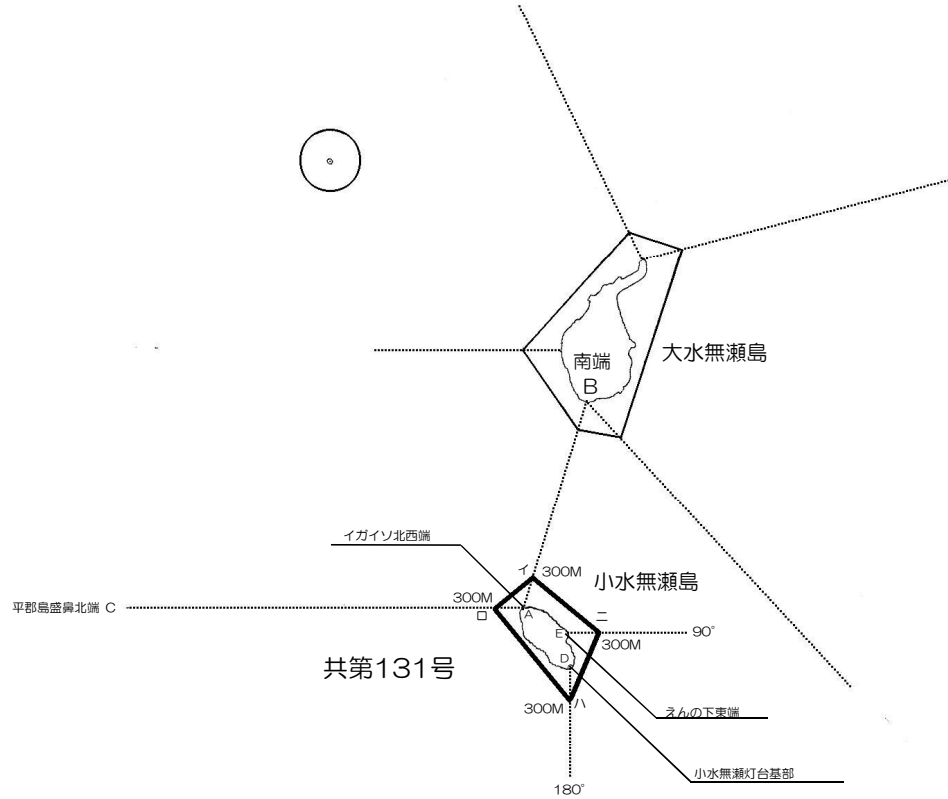 大水無瀬島
南端
B
イガイソ北西端
イ
300M
小水無瀬島
300M
平郡島盛鼻北端 C
ロ
A
ニ
E
90°
300M
D
共第131号
300M
ハ
えんの下東端
小水無瀬灯台基部
180°